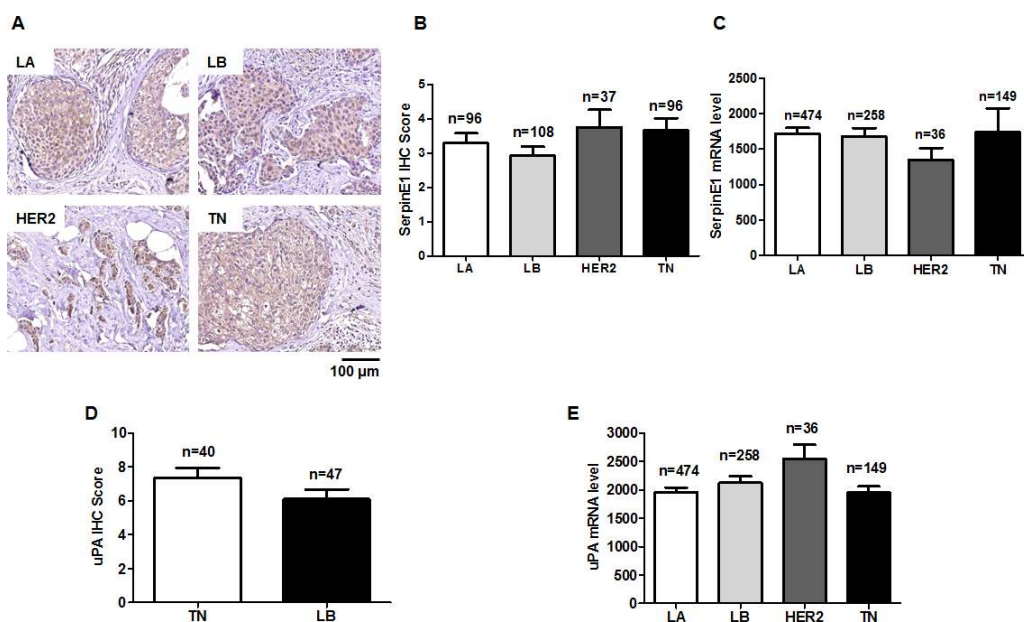 A
LA
LB
HER2
TN
100 µm
B
SerpinE1 IHC Score
5
4
3
2
1
0
n=96
n=108
n=37
n=96
LA
LB
HER2
TN
C
SerpinE1 mRNA level
2500
2000
1500
1000
500
0
n=474
n=258
n=36
n=149
LA
LB
HER2
TN
D
uPA IHC Score
10
8
6
4
2
0
n=40
n=47
TN
LB
E
uPA mRNA level
3000
2500
2000
1500
1000
500
0
n=474
n=258
n=36
n=149
LA
LB
HER2
TN